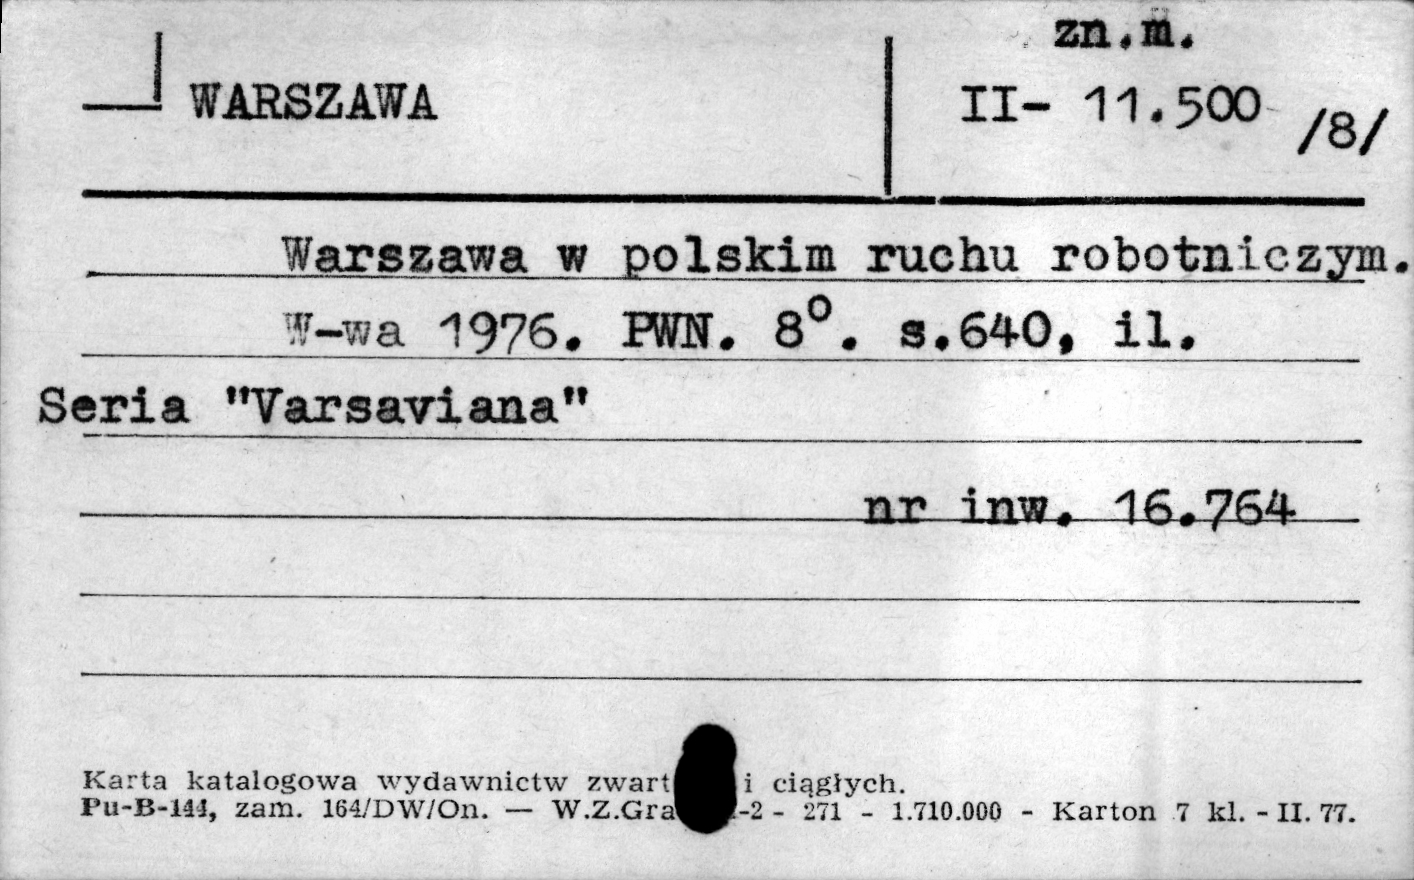 zn.m.
WARSZAWA II- 11.500 /8/
Warszawa w polskim ruchu robotniczym.
W-wa 1976. PWN. 8°. s.640, il.
Seria "Varsaviana"
nr inw. 16.764
Karta katalogowa wydawnictw zwart i ciągłych.
Pu-B-144, zam. 164/DW/On. — W.Z.Gra -2 - 271 - 1.710.000 - Karton 7 kl. - II. 77.